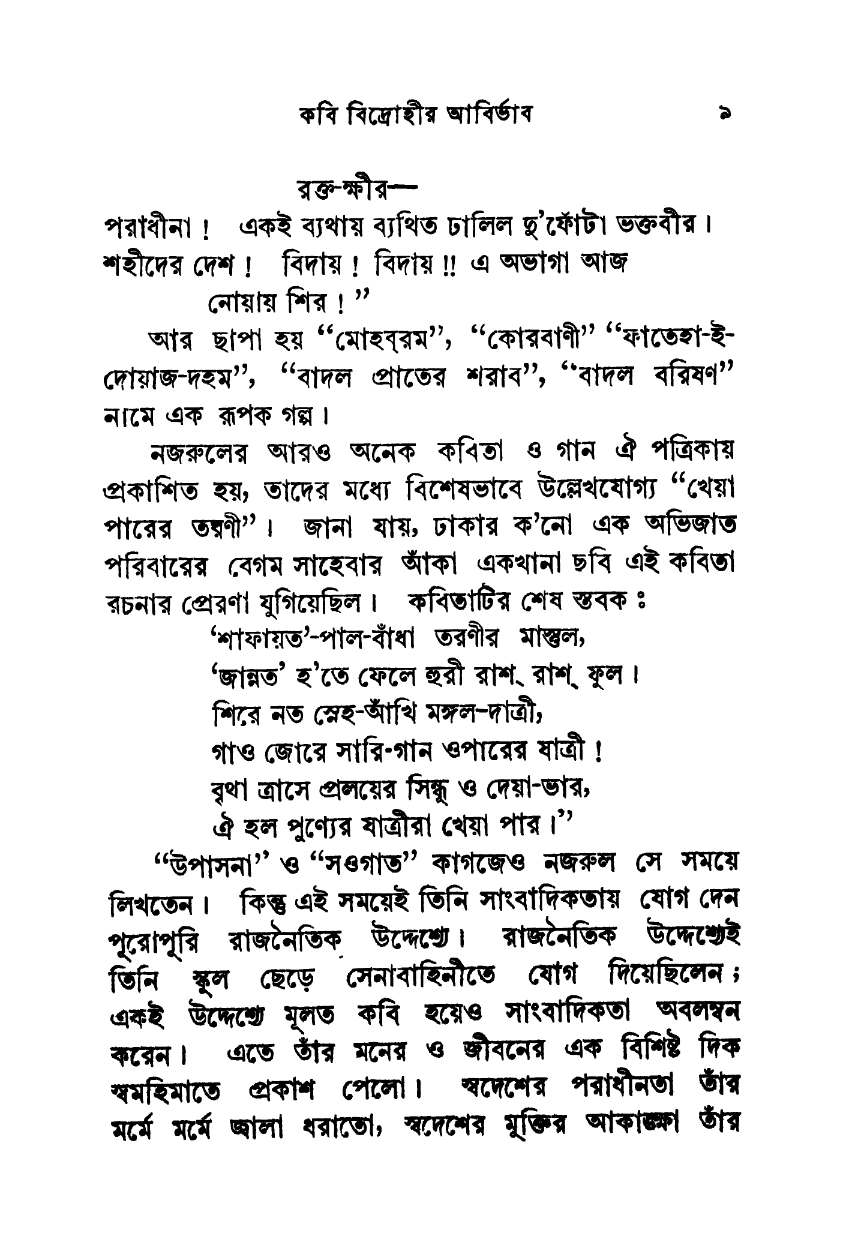 কবি বিদ্রোহীর আবির্ভাব ৯
রক্ত-ক্ষীর—
পরাধীনা ! একই ব্যথায় ব্যথিত ঢালিল দু'ফোঁটা ভক্তবীর ।
শহীদের দেশ ! বিদায় ! বিদায় !! এ অভাগা আজ
নোয়ায় শির ! ”
আর ছাপা হয় “মোহব্‌রম”, “কোরবাণী” “ফাতেহা-ই-
দোয়াজ-দহম”, “বাদল প্রাতের শরাব”, “বাদল বরিষণ”
নামে এক রূপক গল্প ।
নজরুলের আরও অনেক কবিতা ও গান ঐ পত্রিকায়
প্রকাশিত হয়, তাদের মধ্যে বিশেষভাবে উল্লেখযোগ্য “খেয়া
পারের তরণী” । জানা যায়, ঢাকার ক'নো এক অভিজাত
পরিবারের বেগম সাহেবার আঁকা একখানা ছবি এই কবিতা
রচনার প্রেরণা যুগিয়েছিল । কবিতাটির শেষ স্তবক :
‘শাফায়ত’-পাল-বাঁধা তরণীর মাস্তুল,
‘জান্নত’ হ'তে ফেলে হুরী রাশ্ রাশ্ ফুল ।
শিরে নত স্নেহ-আঁখি মঙ্গল-দাত্রী,
গাও জোরে সারি-গান ওপারের যাত্রী !
বৃথা ত্রাসে প্রলয়ের সিন্ধু ও দেয়া-ভার,
ঐ হল পুণ্যের যাত্রীরা খেয়া পার ।”
“উপাসনা” ও “সওগাত” কাগজেও নজরুল সে সময়ে
লিখতেন । কিন্তু এই সময়েই তিনি সাংবাদিকতায় যোগ দেন
পুরোপুরি রাজনৈতিক উদ্দেশ্যে । রাজনৈতিক উদ্দেশ্যেই
তিনি স্কুল ছেড়ে সেনাবাহিনীতে যোগ দিয়েছিলেন ;
একই উদ্দেশ্যে মূলত কবি হয়েও সাংবাদিকতা অবলম্বন
করেন । এতে তাঁর মনের ও জীবনের এক বিশিষ্ট দিক
স্বমহিমাতে প্রকাশ পেলো । স্বদেশের পরাধীনতা তাঁর
মর্মে মর্মে জ্বালা ধরাতো, স্বদেশের মুক্তির আকাঙ্ক্ষা তাঁর